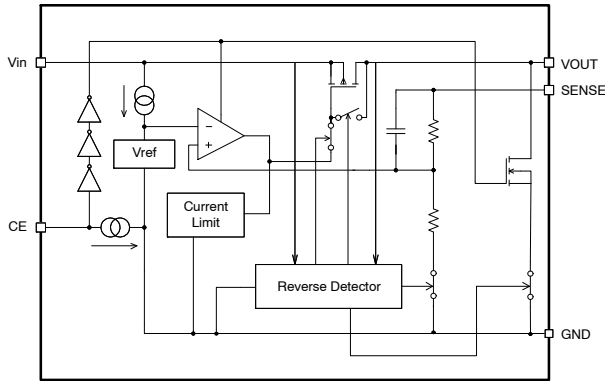 Vin
VOUT
SENSE
Vref
CE
Current
Limit
Reverse Detector
GND